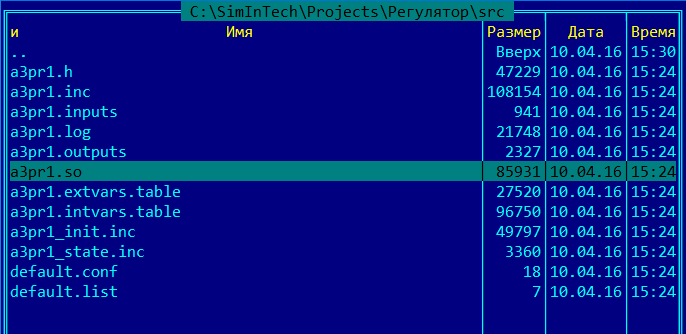 C:\SimInTech\Projects\Регулятор\src
и Имя Размер Дата Время
.. Вверх 10.04.16 15:30
a3pr1.h 47229 10.04.16 15:24
a3pr1.inc 108154 10.04.16 15:24
a3pr1.inputs 941 10.04.16 15:24
a3pr1.log 21748 10.04.16 15:24
a3pr1.outputs 2327 10.04.16 15:24
a3pr1.so 85931 10.04.16 15:24
a3pr1.extvars.table 27520 10.04.16 15:24
a3pr1.intvars.table 96750 10.04.16 15:24
a3pr1_init.inc 49797 10.04.16 15:24
a3pr1_state.inc 3360 10.04.16 15:24
default.conf 18 10.04.16 15:24
default.list 7 10.04.16 15:24